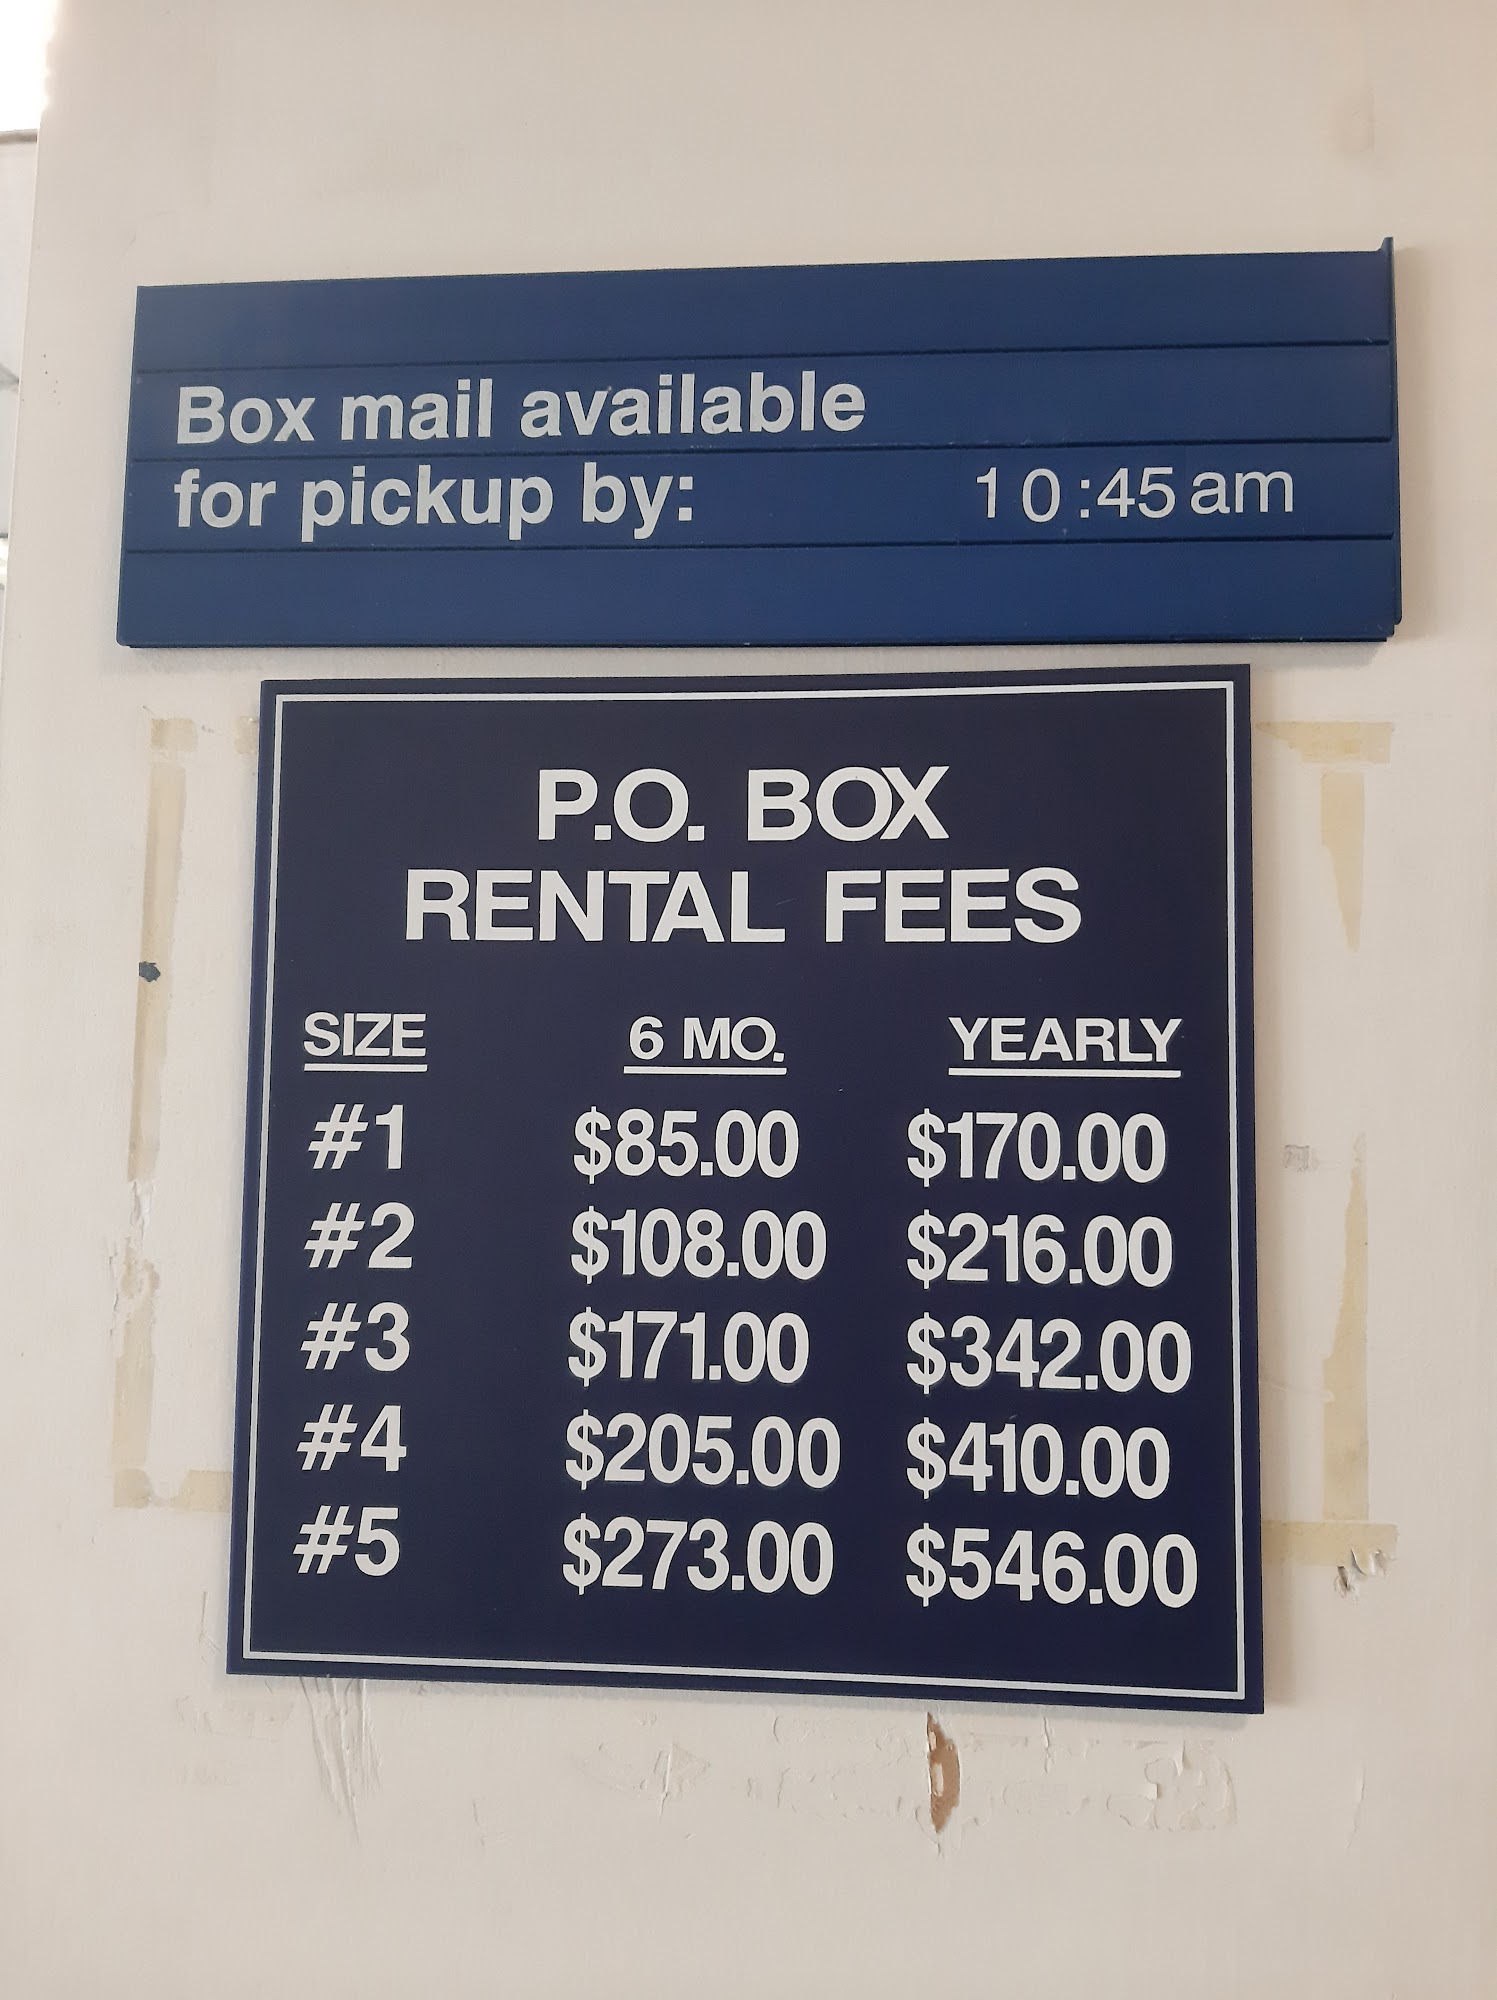 Box mail available
for pickup by: 10:45am
P.O. BOX
RENTAL FEES
SIZE 6 MO. YEARLY
#1 $85.00 $170.00
#2 $108.00 $216.00
#3 $171.00 $342.00
#4 $205.00 $410.00
#5 $273.00 $546.00